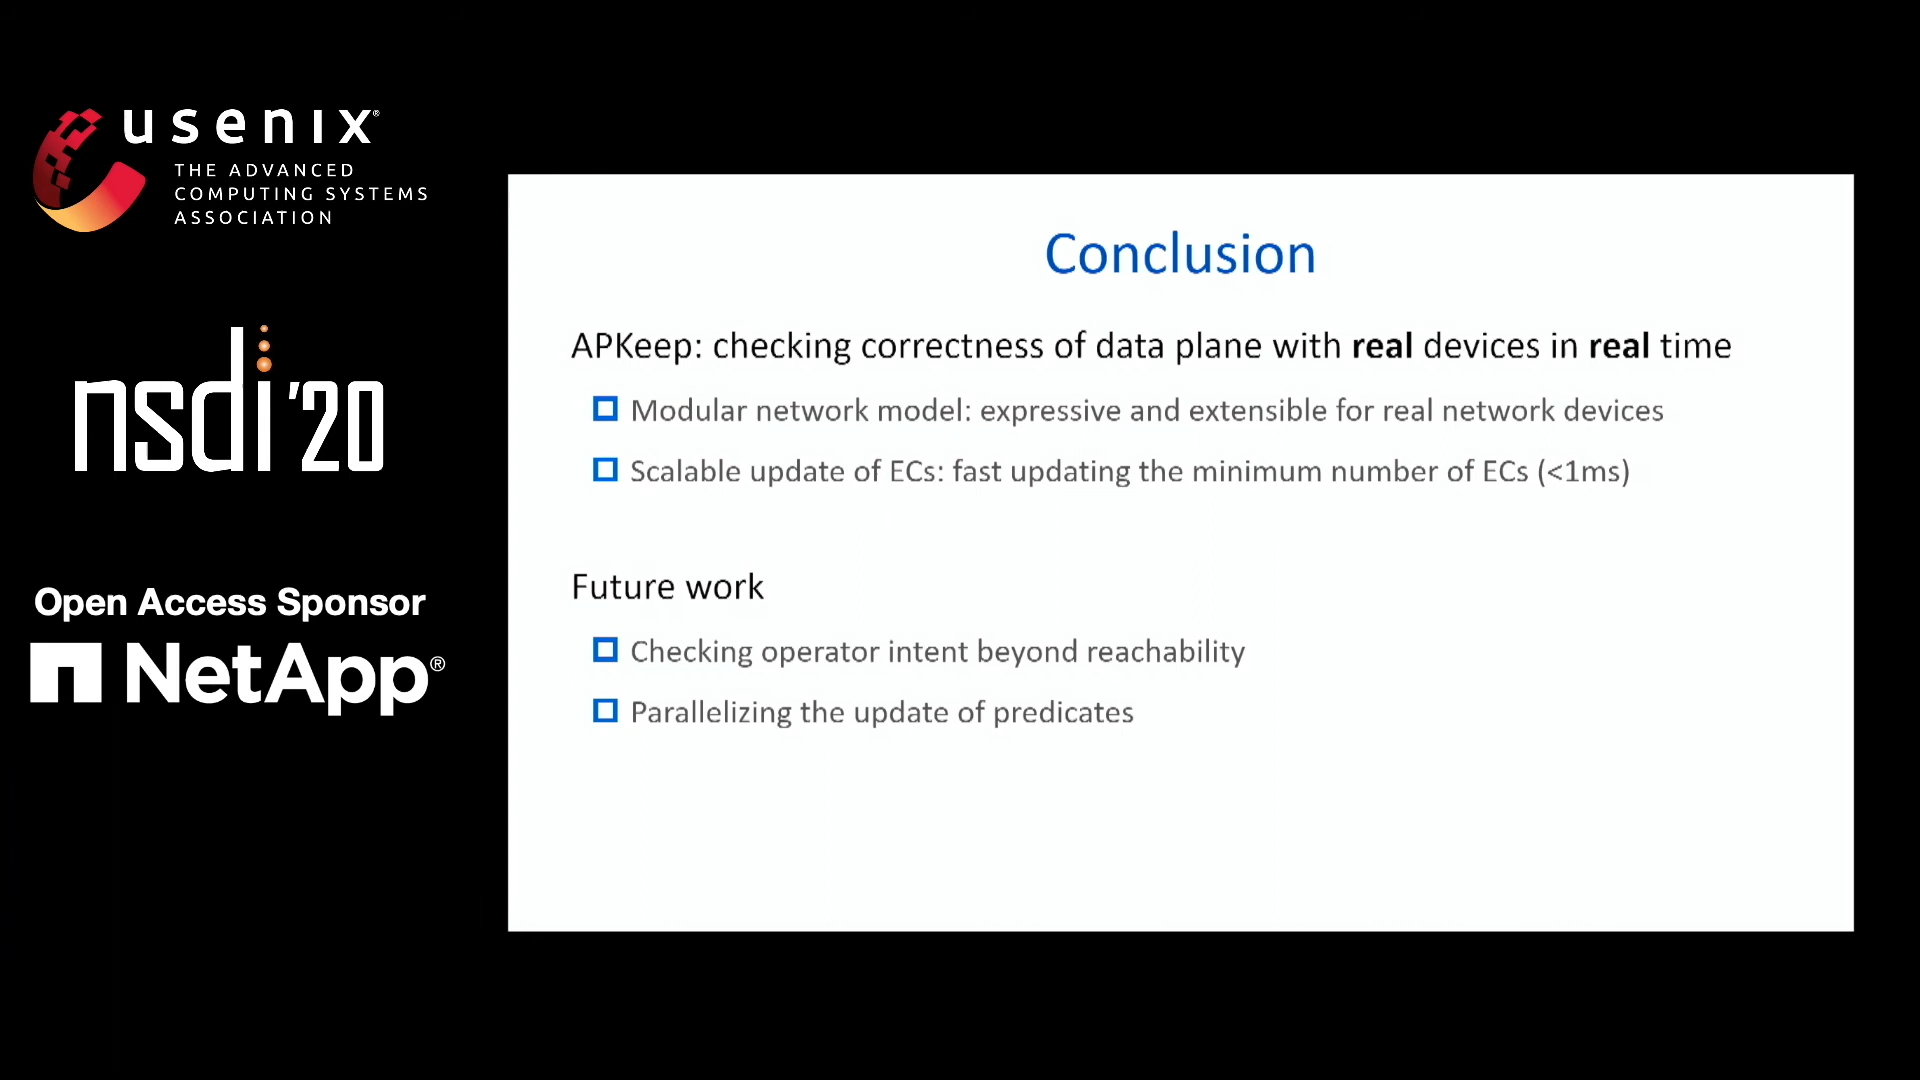 usenix®
THE ADVANCED
COMPUTING SYSTEMS
ASSOCIATION
nsdi '20
Open Access Sponsor
NetApp®
Conclusion
APKeep: checking correctness of data plane with real devices in real time
Modular network model: expressive and extensible for real network devices
Scalable update of ECs: fast updating the minimum number of ECs (<1ms)
Future work
Checking operator intent beyond reachability
Parallelizing the update of predicates